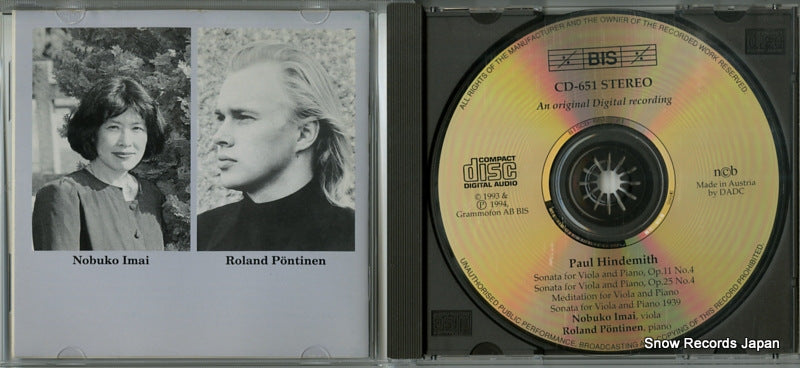 Nobuko Imai
Roland Pöntinen
ALL RIGHTS OF THE MANUFACTURER AND THE OWNER OF THE RECORDED WORK RESERVED.
BIS
CD-651 STEREO
An original Digital recording
COMPACT
disc
DIGITAL AUDIO
n©b
Made in Austria
by DADC
© 1993 &
℗ 1994,
Grammofon AB BIS
Paul Hindemith
Sonata for Viola and Piano, Op.11 No.4
Sonata for Viola and Piano, Op.25 No.4
Meditation for Viola and Piano
Sonata for Viola and Piano 1939
Nobuko Imai, viola
Roland Pöntinen, piano
UNAUTHORISED PUBLIC PERFORMANCE, BROADCASTING AND COPYING OF THIS RECORD PROHIBITED
Snow Records Japan